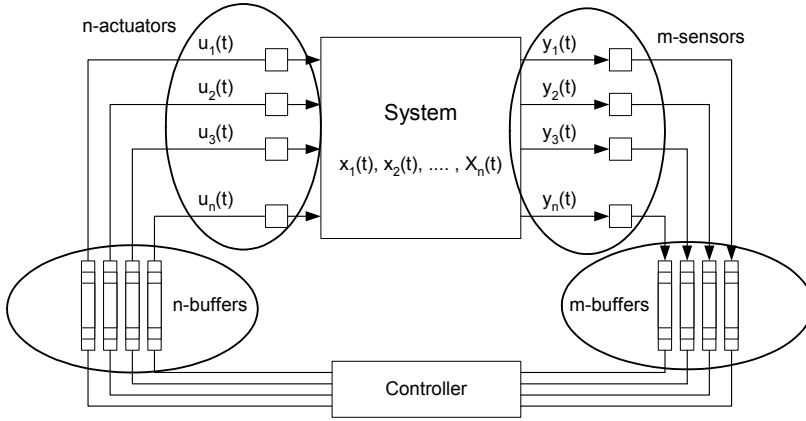 n-actuators
m-sensors
u1(t)
u2(t)
u3(t)
un(t)
System
x1(t), x2(t), .... , Xn(t)
y1(t)
y2(t)
y3(t)
yn(t)
n-buffers
m-buffers
Controller